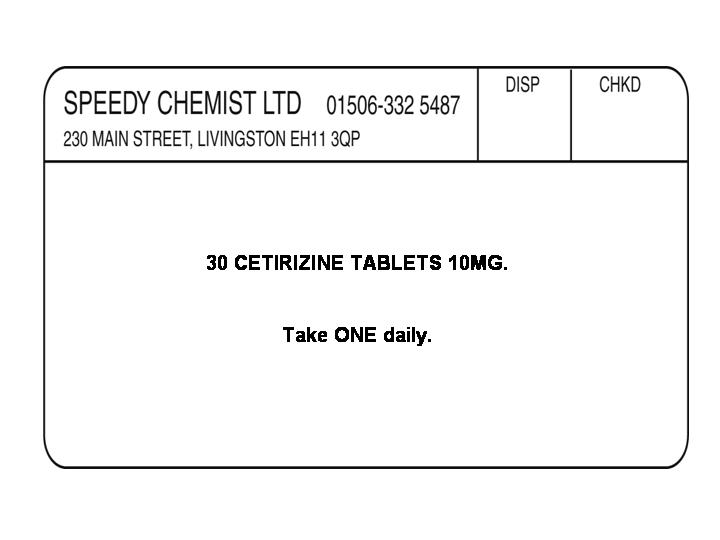 SPEEDY CHEMIST LTD 01506-332 5487 DISP CHKD
230 MAIN STREET, LIVINGSTON EH11 3QP
30 CETIRIZINE TABLETS 10MG.
Take ONE daily.